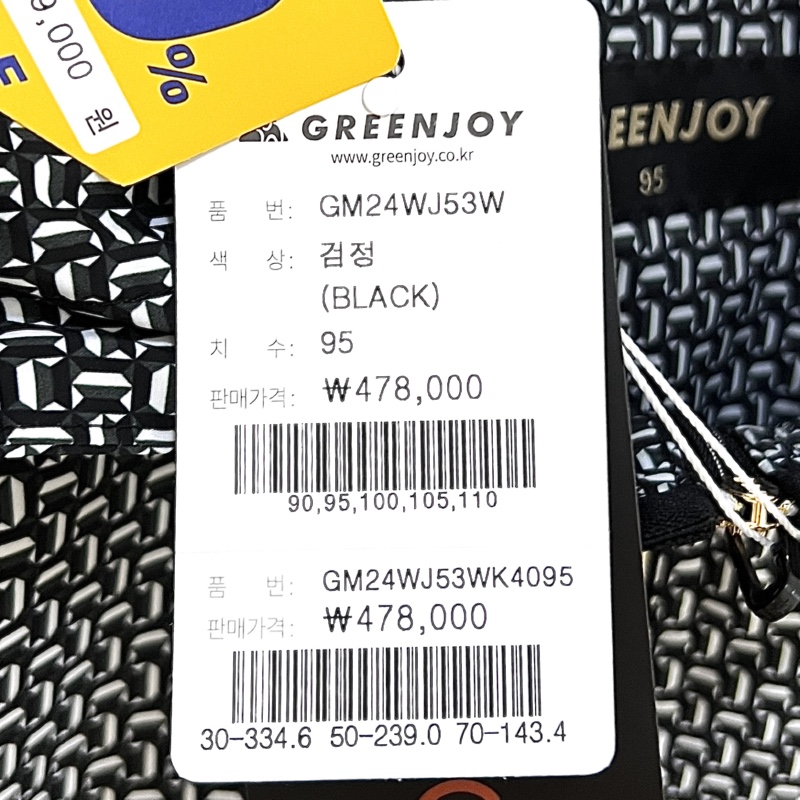 9,000 원
%
GREENJOY
www.greenjoy.co.kr
품 번: GM24WJ53W
색 상: 검정
(BLACK)
치 수: 95
판매가격: ₩478,000
90,95,100,105,110
품 번: GM24WJ53WK4095
판매가격: ₩478,000
30-334.6 50-239.0 70-143.4
EENJOY
95